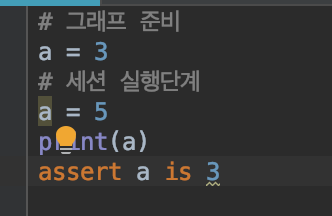 # 그래프 준비
a = 3
# 세션 실행단계
a = 5
print(a)
assert a is 3